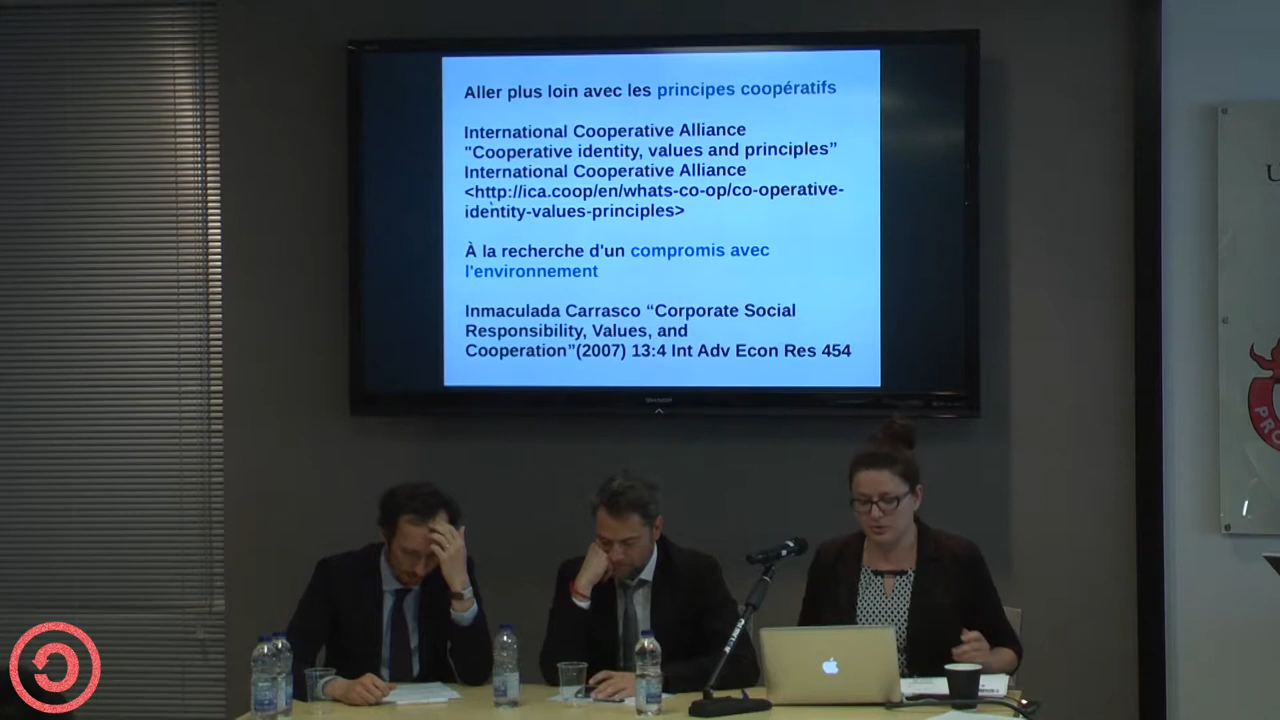 Aller plus loin avec les principes coopératifs
International Cooperative Alliance
"Cooperative identity, values and principles”
International Cooperative Alliance
<http://ica.coop/en/whats-co-op/co-operative-
identity-values-principles>
À la recherche d'un compromis avec
l'environnement
Inmaculada Carrasco “Corporate Social
Responsibility, Values, and
Cooperation”(2007) 13:4 Int Adv Econ Res 454